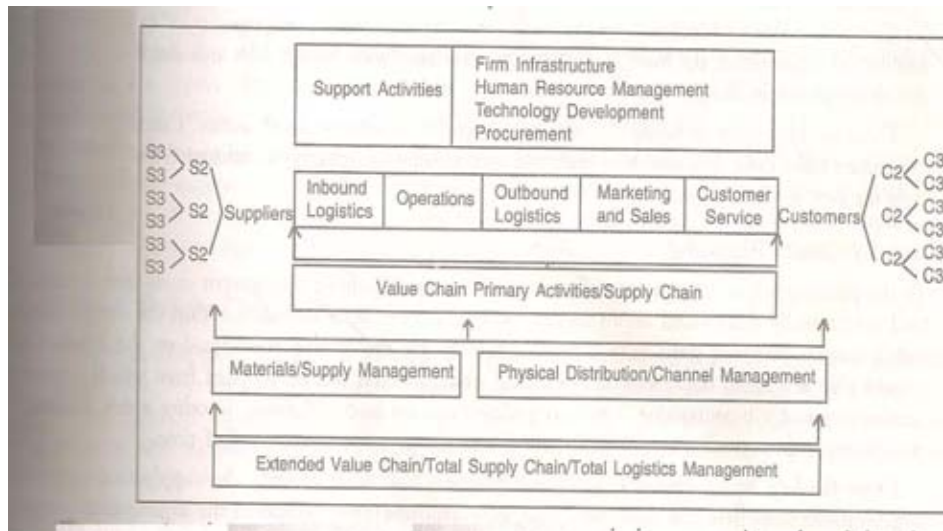 Support Activities
Firm Infrastructure
Human Resource Management
Technology Development
Procurement
S3
S3
S3
S3
S3
S3
S2
S2
S2
Suppliers
Inbound
Logistics
Operations
Outbound
Logistics
Marketing
and Sales
Customer
Service
Customers
C2
C2
C2
C3
C3
C3
C3
C3
C3
Value Chain Primary Activities/Supply Chain
Materials/Supply Management
Physical Distribution/Channel Management
Extended Value Chain/Total Supply Chain/Total Logistics Management